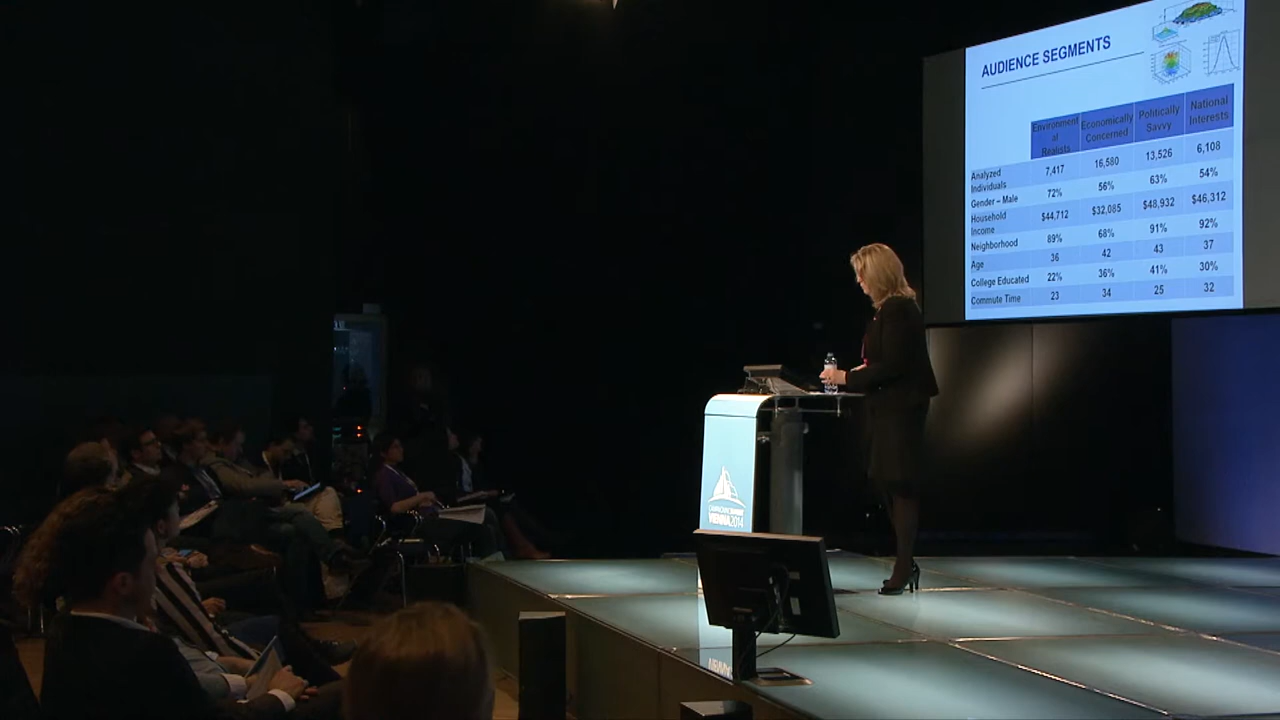 AUDIENCE SEGMENTS
Environment
al
Realists
Economically
Concerned
Politically
Savvy
National
Interests
Analyzed
Individuals
7,417 16,580 13,526 6,108
Gender – Male 72% 56% 63% 54%
Household
Income
$44,712 $32,085 $48,932 $46,312
Neighborhood 89% 68% 91% 92%
Age 36 42 43 37
College Educated 22% 36% 41% 30%
Commute Time 23 34 25 32
VIENNA2014